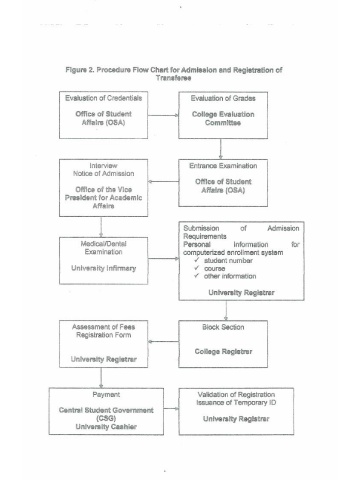 Figure 2. Procedure Flow Chart for Admission and Registration of
Transferee
Evaluation of Credentials
Office of Student
Affairs (OSA)
Evaluation of Grades
College Evaluation
Committee
Entrance Examination
Office of Student
Affairs (OSA)
Interview
Notice of Admission
Office of the Vice
President for Academic
Affairs
Medical/Dental
Examination
University Infirmary
Submission of Admission
Requirements
Personal Information for
computerized enrollment system
✓ student number
✓ course
✓ other information
University Registrar
Block Section
College Registrar
Assessment of Fees
Registration Form
University Registrar
Payment
Central Student Government
(CSG)
University Cashier
Validation of Registration
Issuance of Temporary ID
University Registrar